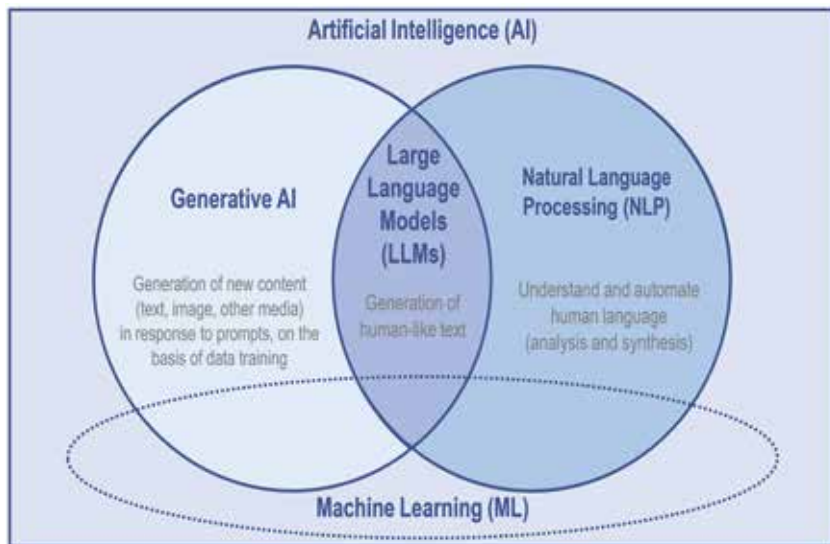 Artificial Intelligence (AI)
Generative AI
Generation of new content
(text, image, other media)
in response to prompts, on the
basis of data training
Large
Language
Models
(LLMs)
Generation of
human-like text
Natural Language
Processing (NLP)
Understand and automate
human language
(analysis and synthesis)
Machine Learning (ML)